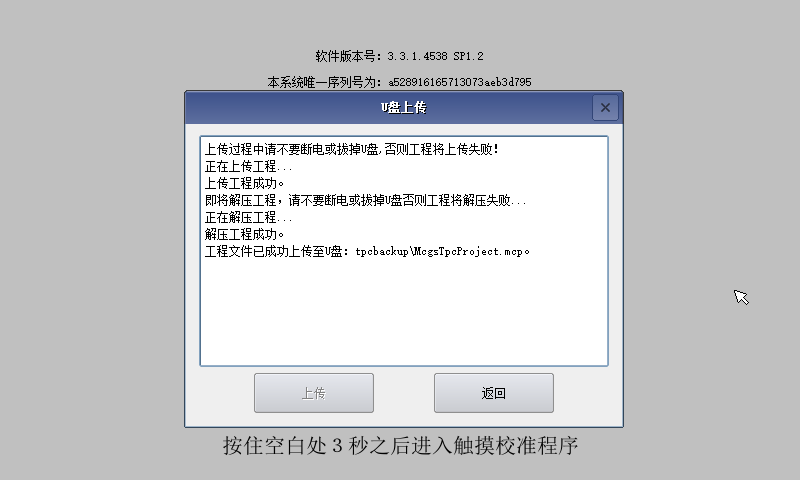 软件版本号：3.3.1.4538 SP1.2
本系统唯一序列号为：a528916165713073aeb3d795
U盘上传
上传过程中请不要断电或拔掉U盘,否则工程将上传失败!
正在上传工程...
上传工程成功。
即将解压工程，请不要断电或拔掉U盘否则工程将解压失败...
正在解压工程...
解压工程成功。
工程文件已成功上传至U盘：tpcbackup\McgsTpcProject.mcp。
上传
返回
按住空白处 3 秒之后进入触摸校准程序